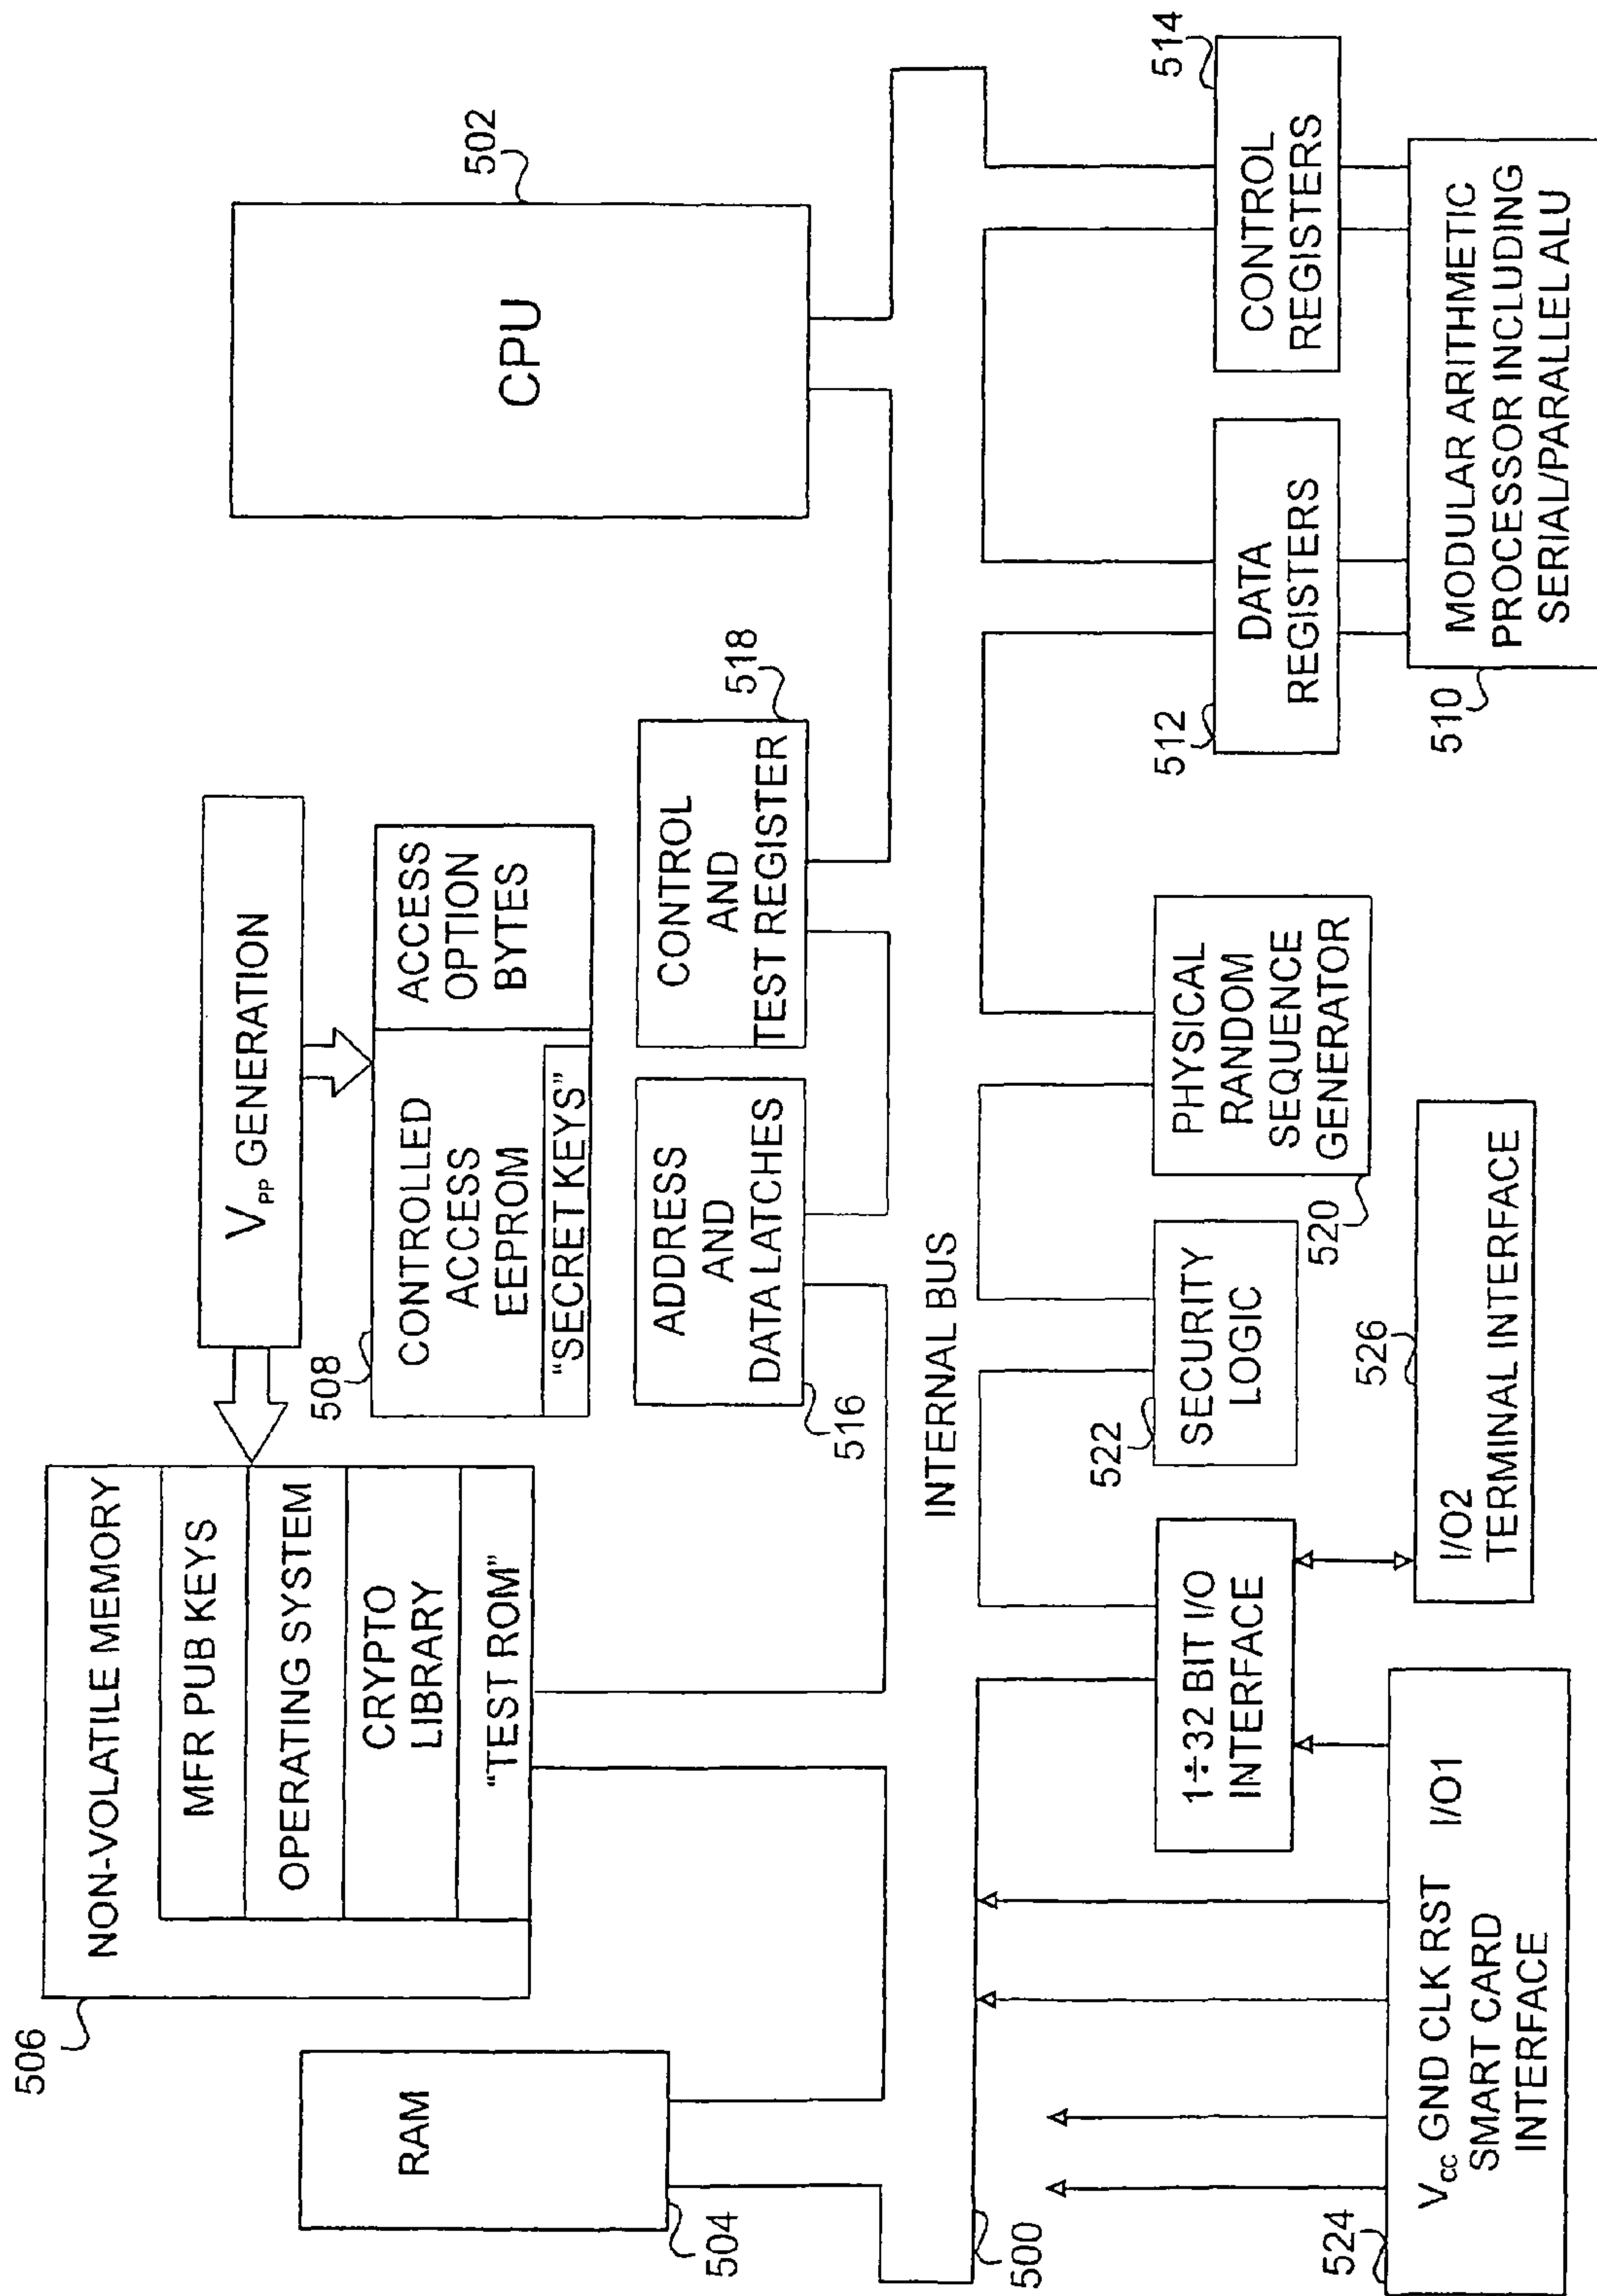 506
NON-VOLATILE MEMORY
MFR PUB KEYS
OPERATING SYSTEM
CRYPTO
LIBRARY
"TEST ROM"
V_PP GENERATION
508
CONTROLLED
ACCESS
EEPROM
"SECRET KEYS"
ACCESS
OPTION
BYTES
502
CPU
504
RAM
516
ADDRESS
AND
DATA LATCHES
518
CONTROL
AND
TEST REGISTER
500
INTERNAL BUS
524
V_CC GND CLK RST I/O1
SMART CARD
INTERFACE
1÷32 BIT I/O
INTERFACE
522
SECURITY
LOGIC
526
I/O2
TERMINAL INTERFACE
520
PHYSICAL
RANDOM
SEQUENCE
GENERATOR
512
DATA
REGISTERS
514
CONTROL
REGISTERS
510
MODULAR ARITHMETIC
PROCESSOR INCLUDING
SERIAL/PARALLEL ALU